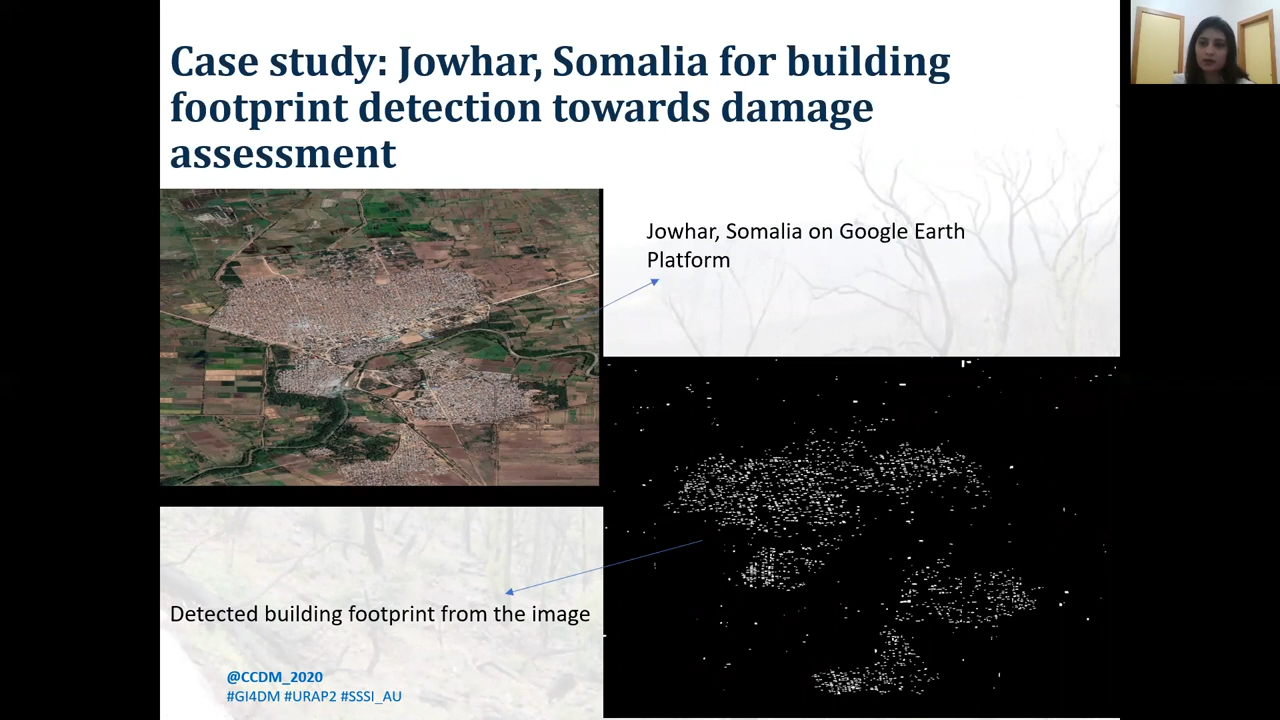 Case study: Jowhar, Somalia for building
footprint detection towards damage
assessment
Jowhar, Somalia on Google Earth
Platform
Detected building footprint from the image
@CCDM_2020
#GI4DM #URAP2 #SSSI_AU